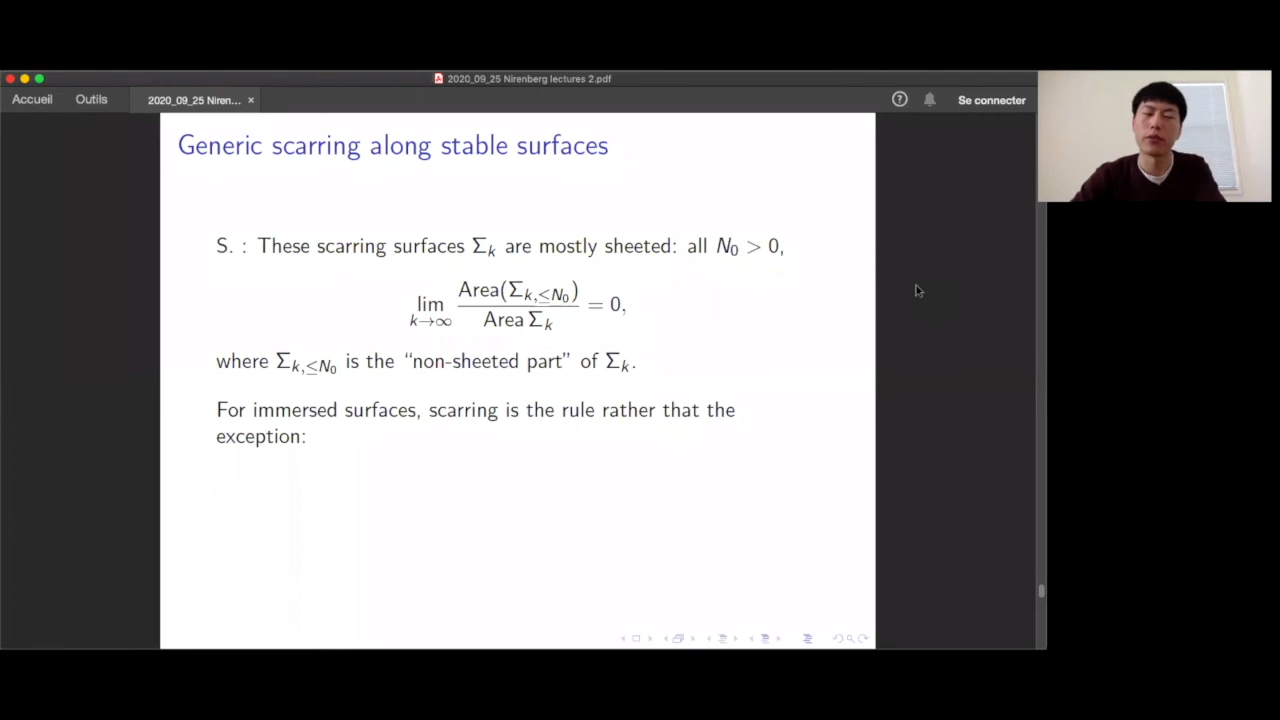 2020_09_25 Nirenberg lectures 2.pdf
Accueil Outils 2020_09_25 Niren... × Se connecter
Generic scarring along stable surfaces
S. : These scarring surfaces Σ_k are mostly sheeted: all N_0 > 0,
lim_{k→∞} Area(Σ_{k,≤N_0}) / Area Σ_k = 0,
where Σ_{k,≤N_0} is the “non-sheeted part” of Σ_k.
For immersed surfaces, scarring is the rule rather that the
exception: